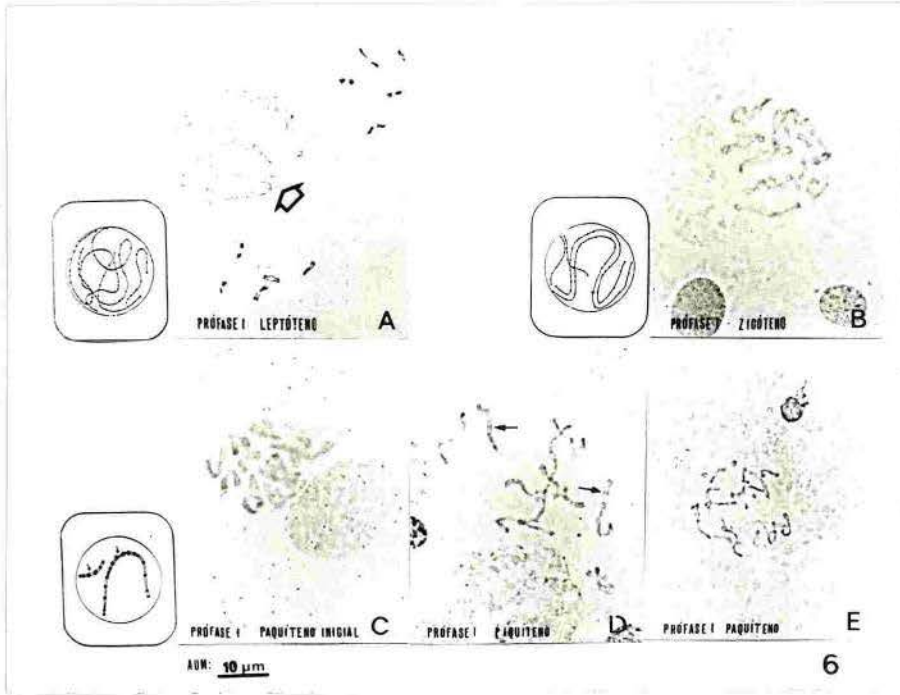 PRÓFASE I LEPTÓTENO A
PRÓFASE I - ZIGÓTENO B
PRÓFASE I PAQUÍTENO INICIAL C
PRÓFASE I PAQUÍTENO D
PRÓFASE I PAQUÍTENO E
AUM: 10 µm
6